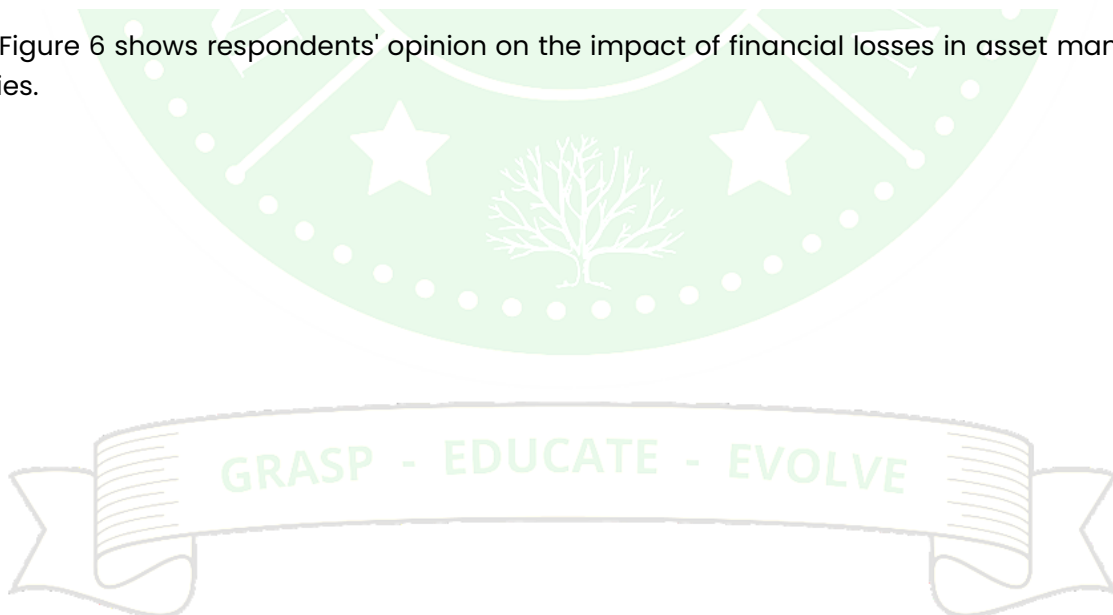 Figure 6 shows respondents' opinion on the impact of financial losses in asset man
ies.
GRASP - EDUCATE - EVOLVE